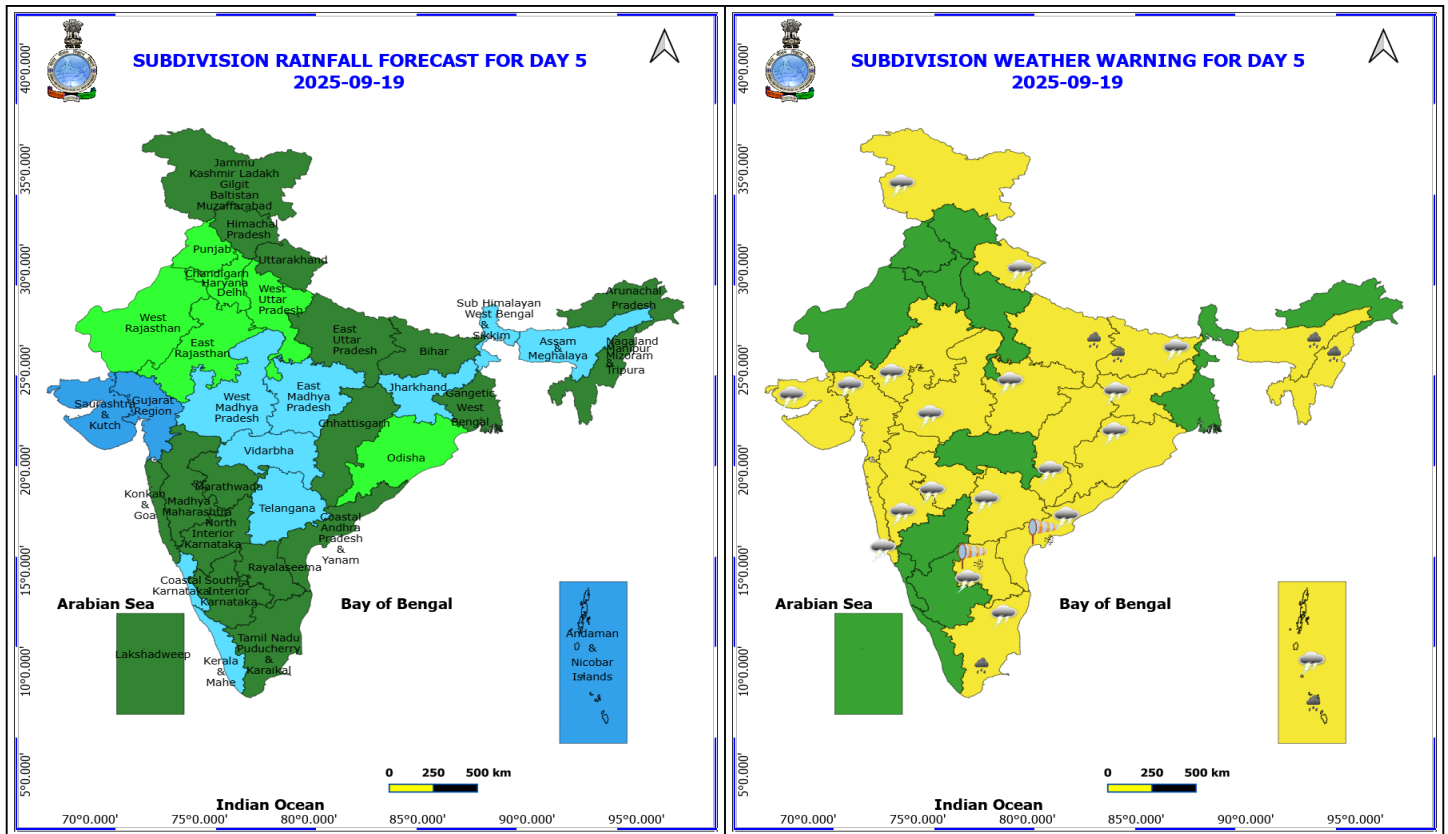 SUBDIVISION RAINFALL FORECAST FOR DAY 5
2025-09-19
40°0.000'
35°0.000'
30°0.000'
25°0.000'
20°0.000'
15°0.000'
10°0.000'
5°0.000'
Jammu
Kashmir Ladakh
Gilgit
Baltistan
Muzaffarabad
Himachal
Pradesh
Punjab
Uttarakhand
Chandigarh
Haryana
Delhi
West
Uttar
Pradesh
West
Rajasthan
East
Rajasthan
East
Uttar
Pradesh
Bihar
Sub Himalayan
West Bengal
&
Sikkim
Arunachal
Pradesh
Assam
&
Meghalaya
Nagaland
Manipur
Mizoram
&
Tripura
Saurashtra
&
Kutch
Gujarat
Region
West
Madhya
Pradesh
East
Madhya
Pradesh
Jharkhand
Gangetic
West
Bengal
Chhattisgarh
Vidarbha
Odisha
Konkan
&
Goa
Marathwada
Madhya
Maharashtra
Telangana
North
Interior
Karnataka
Coastal
Andhra
Pradesh
&
Yanam
Rayalaseema
Coastal
Karnataka
South
Interior
Karnataka
Tamil Nadu
Puducherry
&
Karaikal
Kerala
&
Mahe
Lakshadweep
Andaman
&
Nicobar
Islands
Arabian Sea
Bay of Bengal
Indian Ocean
0 250 500 km
70°0.000' 75°0.000' 80°0.000' 85°0.000' 90°0.000' 95°0.000'
SUBDIVISION WEATHER WARNING FOR DAY 5
2025-09-19
40°0.000'
35°0.000'
30°0.000'
25°0.000'
20°0.000'
15°0.000'
10°0.000'
5°0.000'
Arabian Sea
Bay of Bengal
Indian Ocean
0 250 500 km
70°0.000' 75°0.000' 80°0.000' 85°0.000' 90°0.000' 95°0.000'